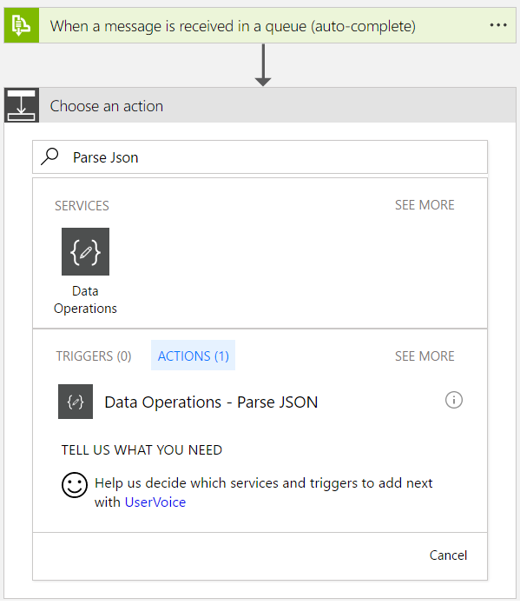 When a message is received in a queue (auto-complete)
Choose an action
Parse Json
SERVICES SEE MORE
Data
Operations
TRIGGERS (0) ACTIONS (1) SEE MORE
Data Operations - Parse JSON
TELL US WHAT YOU NEED
Help us decide which services and triggers to add next
with UserVoice
Cancel